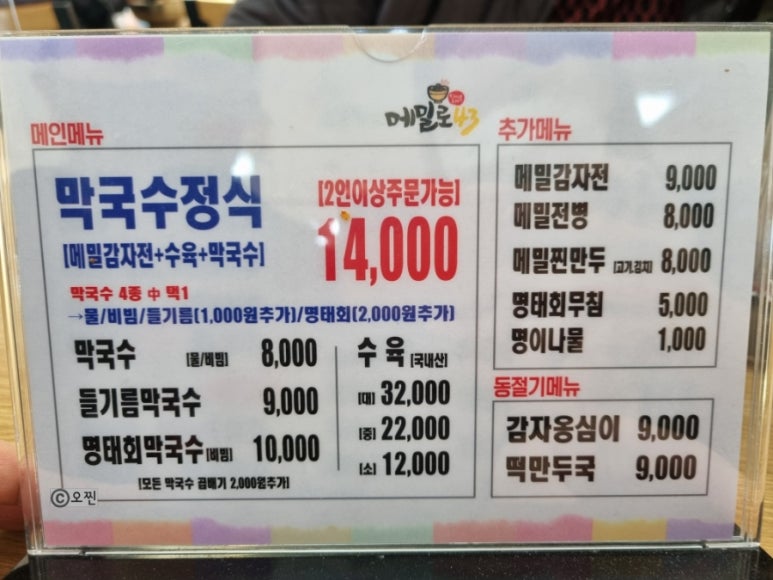 메밀로43
메인메뉴
막국수정식
[2인이상주문가능]
[메밀감자전+수육+막국수]
14,000
막국수 4종 中 택1
→물/비빔/들기름(1,000원추가)/명태회(2,000원추가)
막국수 [물/비빔] 8,000
들기름막국수 9,000
명태회막국수[비빔] 10,000
[모든 막국수 곱배기 2,000원추가]
수 육 [국내산]
[대] 32,000
[중] 22,000
[소] 12,000
추가메뉴
메밀감자전 9,000
메밀전병 8,000
메밀찐만두 [고기,김치] 8,000
명태회무침 5,000
명이나물 1,000
동절기메뉴
감자옹심이 9,000
떡만두국 9,000
ⓒ오찐